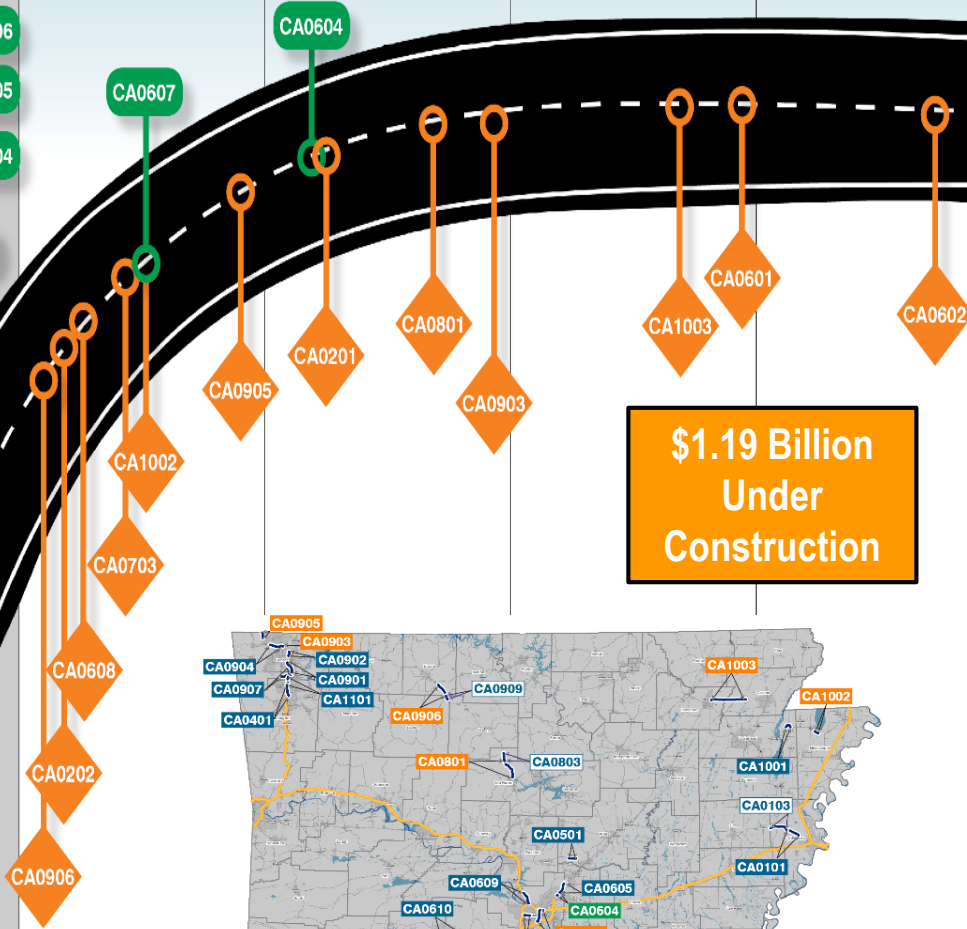 CA0604
CA0607
CA0601
CA0602
CA0801
CA1003
CA0201
CA0905
CA0903
CA1002
CA0703
CA0608
CA0202
CA0906
$1.19 Billion
Under
Construction
CA0905
CA0903
CA0902
CA0904
CA0901
CA0907
CA1101
CA0401
CA0909
CA0906
CA1003
CA1002
CA0801
CA0803
CA1001
CA0103
CA0501
CA0101
CA0609
CA0605
CA0610
CA0604